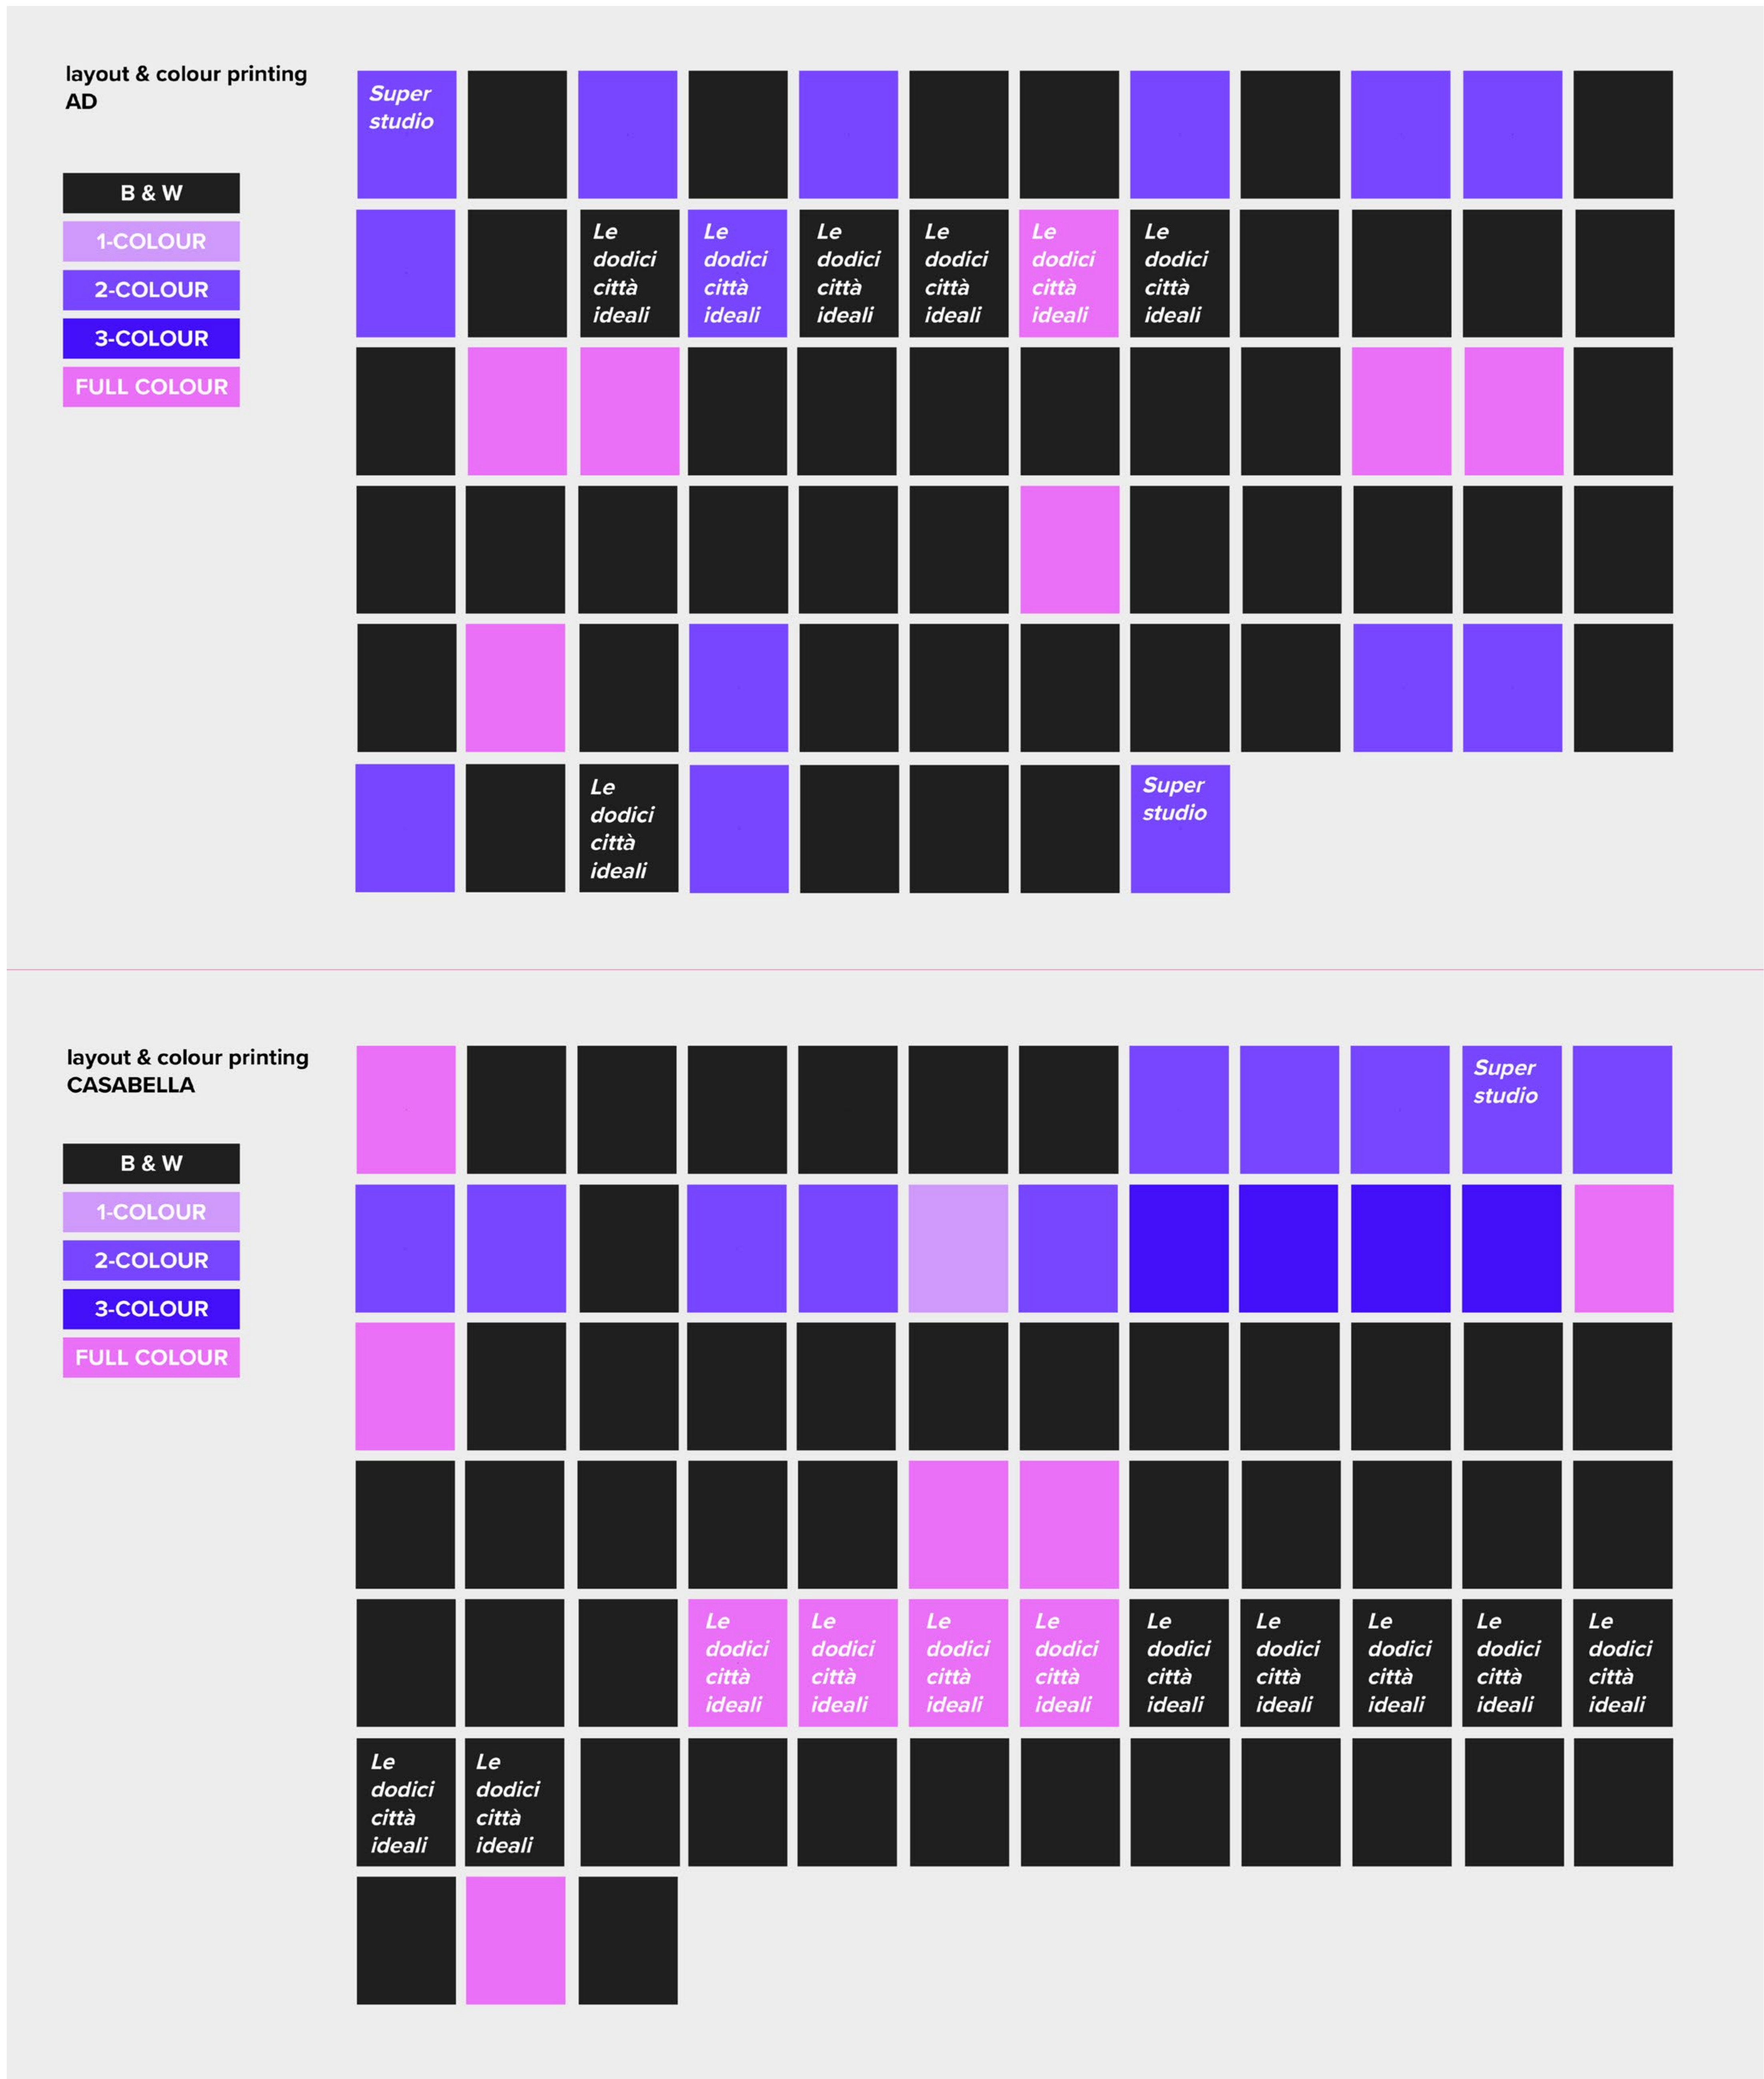 layout & colour printing
AD
B & W
1-COLOUR
2-COLOUR
3-COLOUR
FULL COLOUR
Super
studio
Le
dodici
città
ideali
Le
dodici
città
ideali
Le
dodici
città
ideali
Le
dodici
città
ideali
Le
dodici
città
ideali
Le
dodici
città
ideali
Le
dodici
città
ideali
Super
studio
layout & colour printing
CASABELLA
B & W
1-COLOUR
2-COLOUR
3-COLOUR
FULL COLOUR
Super
studio
Le
dodici
città
ideali
Le
dodici
città
ideali
Le
dodici
città
ideali
Le
dodici
città
ideali
Le
dodici
città
ideali
Le
dodici
città
ideali
Le
dodici
città
ideali
Le
dodici
città
ideali
Le
dodici
città
ideali
Le
dodici
città
ideali
Le
dodici
città
ideali